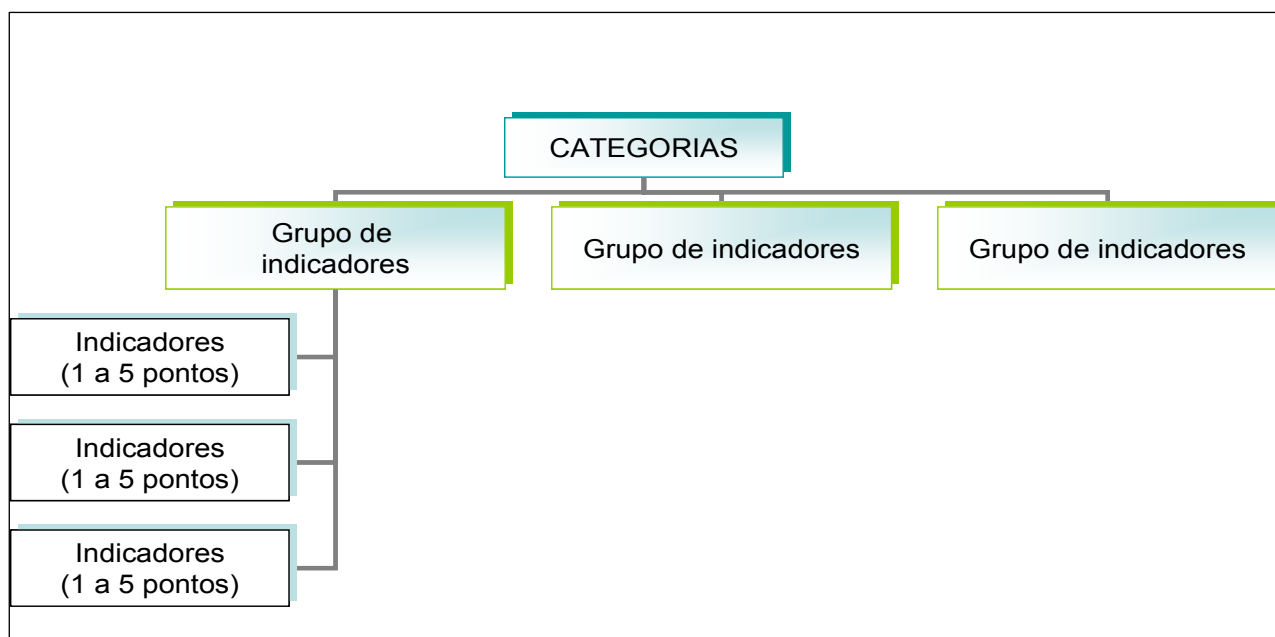 CATEGORIAS
Grupo de
indicadores
Grupo de indicadores
Grupo de indicadores
Indicadores
(1 a 5 pontos)
Indicadores
(1 a 5 pontos)
Indicadores
(1 a 5 pontos)